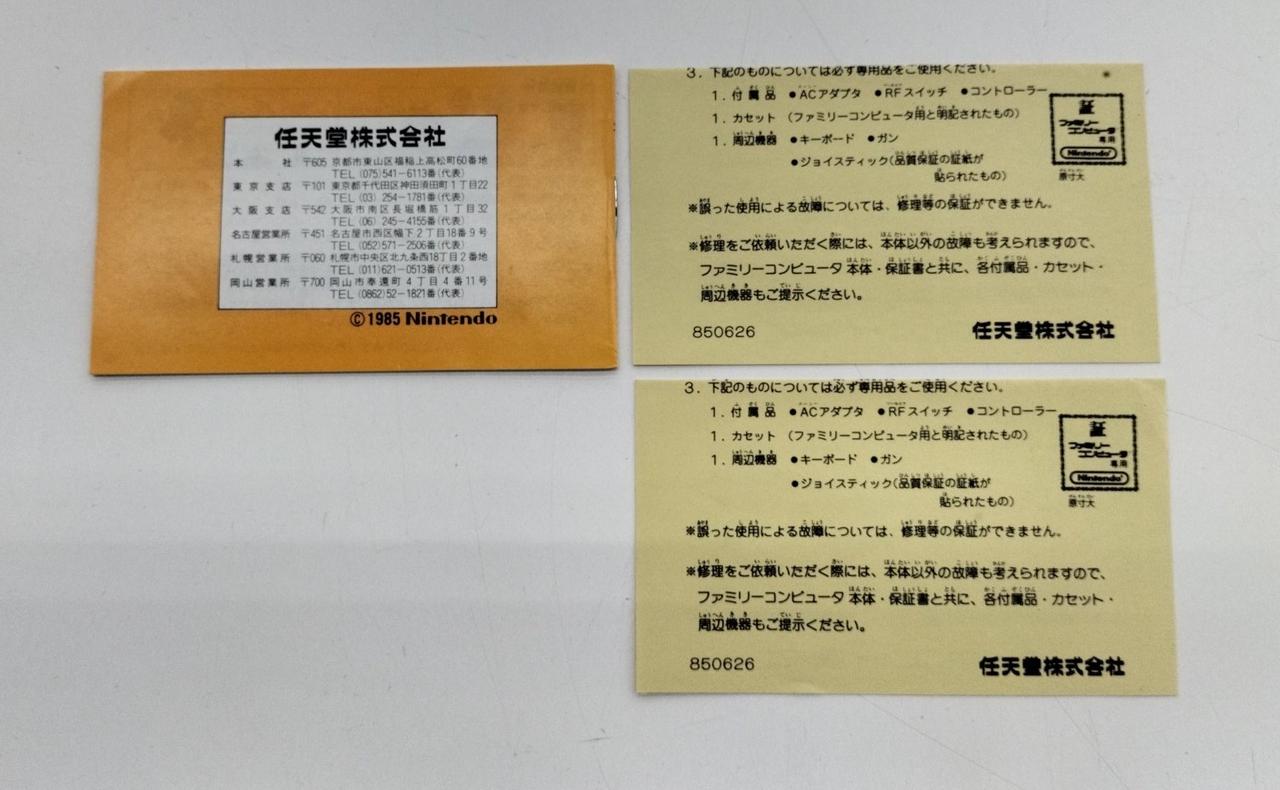 任天堂株式会社
本社 〒605 京都市東山区福稲上高松町60番地
TEL (075)541-6113番(代表)
東京支店 〒101 東京都千代田区神田須田町1丁目22
TEL (03) 254-1781番(代表)
大阪支店 〒542 大阪市南区長堀橋筋1丁目32
TEL (06) 245-4155番(代表)
名古屋営業所 〒451 名古屋市西区幅下2丁目18番9号
TEL (052)571-2506番(代表)
札幌営業所 〒060 札幌市中央区北九条西18丁目2番地
TEL (011)621-0513番(代表)
岡山営業所 〒700 岡山市奉還町4丁目4番11号
TEL (0862)52-1821番(代表)
©1985 Nintendo
3. 下記のものについては必ず専用品をご使用ください。
1. 付属品 ●ACアダプタ ●RFスイッチ ●コントローラー
1. カセット (ファミリーコンピュータ用と明記されたもの)
1. 周辺機器 ●キーボード ●ガン
●ジョイスティック(品質保証の証紙が
貼られたもの)
証
ファミリー
コンピュータ
専用
Nintendo
原寸大
※誤った使用による故障については、修理等の保証ができません。
※修理をご依頼いただく際には、本体以外の故障も考えられますので、
ファミリーコンピュータ本体・保証書と共に、各付属品・カセット・
周辺機器もご提示ください。
850626 任天堂株式会社
3. 下記のものについては必ず専用品をご使用ください。
1. 付属品 ●ACアダプタ ●RFスイッチ ●コントローラー
1. カセット (ファミリーコンピュータ用と明記されたもの)
1. 周辺機器 ●キーボード ●ガン
●ジョイスティック(品質保証の証紙が
貼られたもの)
証
ファミリー
コンピュータ
専用
Nintendo
原寸大
※誤った使用による故障については、修理等の保証ができません。
※修理をご依頼いただく際には、本体以外の故障も考えられますので、
ファミリーコンピュータ本体・保証書と共に、各付属品・カセット・
周辺機器もご提示ください。
850626 任天堂株式会社